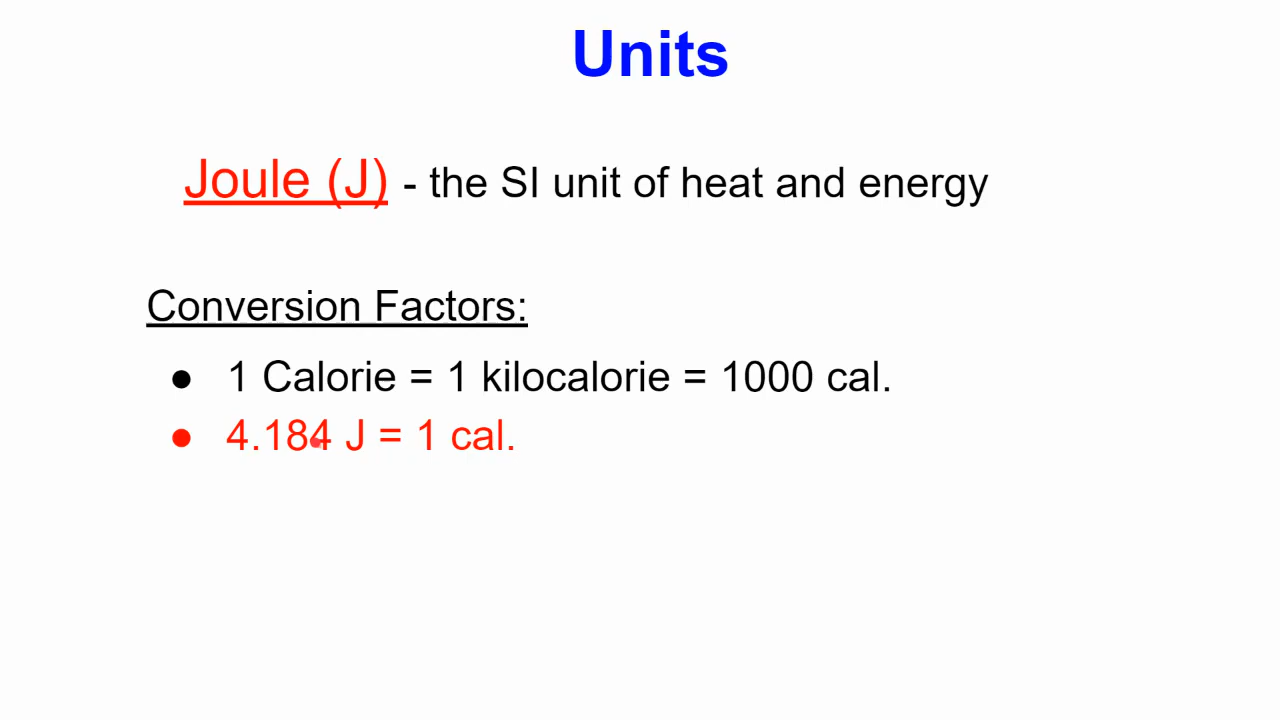 Units
Joule (J) - the SI unit of heat and energy
Conversion Factors:
● 1 Calorie = 1 kilocalorie = 1000 cal.
● 4.184 J = 1 cal.